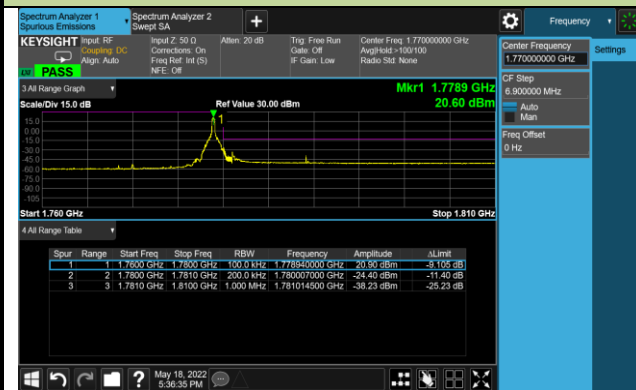 Spectrum Analyzer 1
Spurious Emissions
Spectrum Analyzer 2
Swept SA
+
Frequency
KEYSIGHT
Input: RF
Coupling: DC
Align: Auto
Input Z: 50 Ω
Corrections: On
Freq Ref: Int (S)
NFE: Off
Atten: 20 dB
Trig: Free Run
Gate: Off
IF Gain: Low
Center Freq: 1.770000000 GHz
Avg|Hold:>100/100
Radio Std: None
PASS
Center Frequency
1.770000000 GHz
Settings
CF Step
6.900000 MHz
Auto
Man
Freq Offset
0 Hz
3 All Range Graph
Mkr1 1.7789 GHz
20.60 dBm
Scale/Div 15.0 dB
Ref Value 30.00 dBm
1
15.0
0.00
-15.0
-30.0
-45.0
-60.0
-75.0
-90.0
-105
Start 1.760 GHz
Stop 1.810 GHz
4 All Range Table
Spur Range Start Freq Stop Freq RBW Frequency Amplitude ΔLimit
1 1 1.7600 GHz 1.7800 GHz 100.0 kHz 1.778940000 GHz 20.90 dBm -9.105 dB
2 2 1.7800 GHz 1.7810 GHz 200.0 kHz 1.780007000 GHz -24.40 dBm -11.40 dB
3 3 1.7810 GHz 1.8100 GHz 1.000 MHz 1.781014500 GHz -38.23 dBm -25.23 dB
?
May 18, 2022
5:36:35 PM